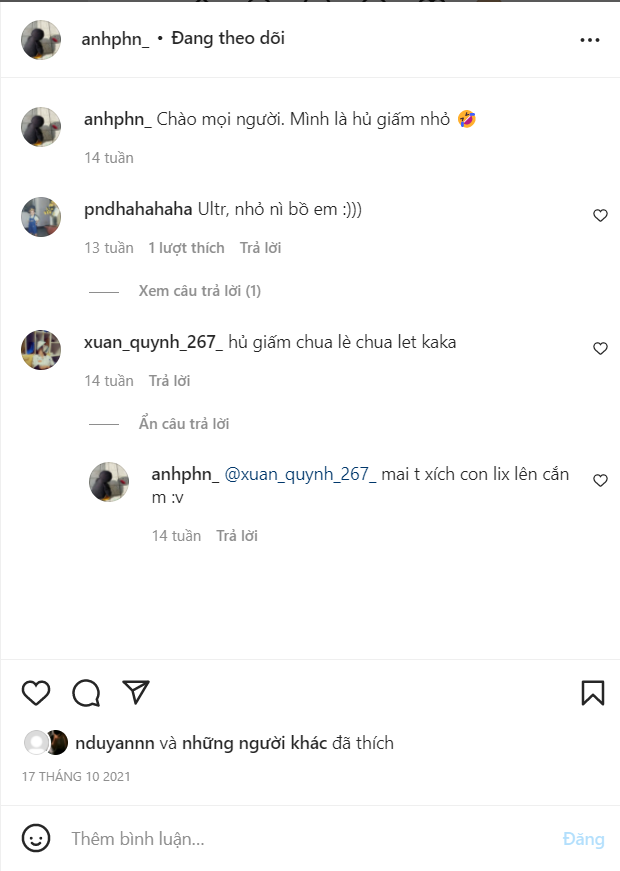 anhphn_ • Đang theo dõi
anhphn_ Chào mọi người. Mình là hủ giấm nhỏ 🤣
14 tuần
pndhahahaha Ultr, nhỏ nì bồ em :)))
13 tuần 1 lượt thích Trả lời
Xem câu trả lời (1)
xuan_quynh_267_ hủ giấm chua lè chua let kaka
14 tuần Trả lời
Ẩn câu trả lời
anhphn_ @xuan_quynh_267_ mai t xích con lix lên cắn
m :v
14 tuần Trả lời
nduyannn và những người khác đã thích
17 THÁNG 10 2021
Thêm bình luận... Đăng